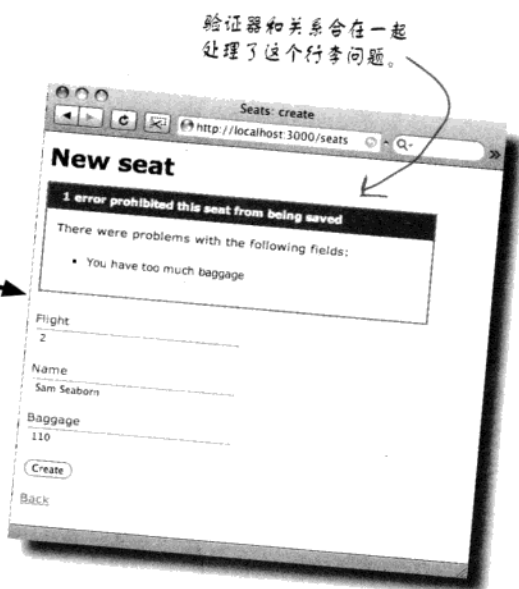 验证器和关系合在一起
处理了这个行李问题。
Seats: create
http://localhost:3000/seats
Q
New seat
1 error prohibited this seat from being saved
There were problems with the following fields:
• You have too much baggage
Flight
2
Name
Sam Seaborn
Baggage
110
Create
Back